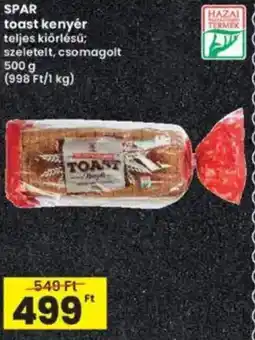 SPAR
toast kenyér
teljes kiőrlésű;
szeletelt, csomagolt
500 g
(998 Ft/1 kg)
HAZAI
TERMÉK
TOAST
549 Ft
499 Ft